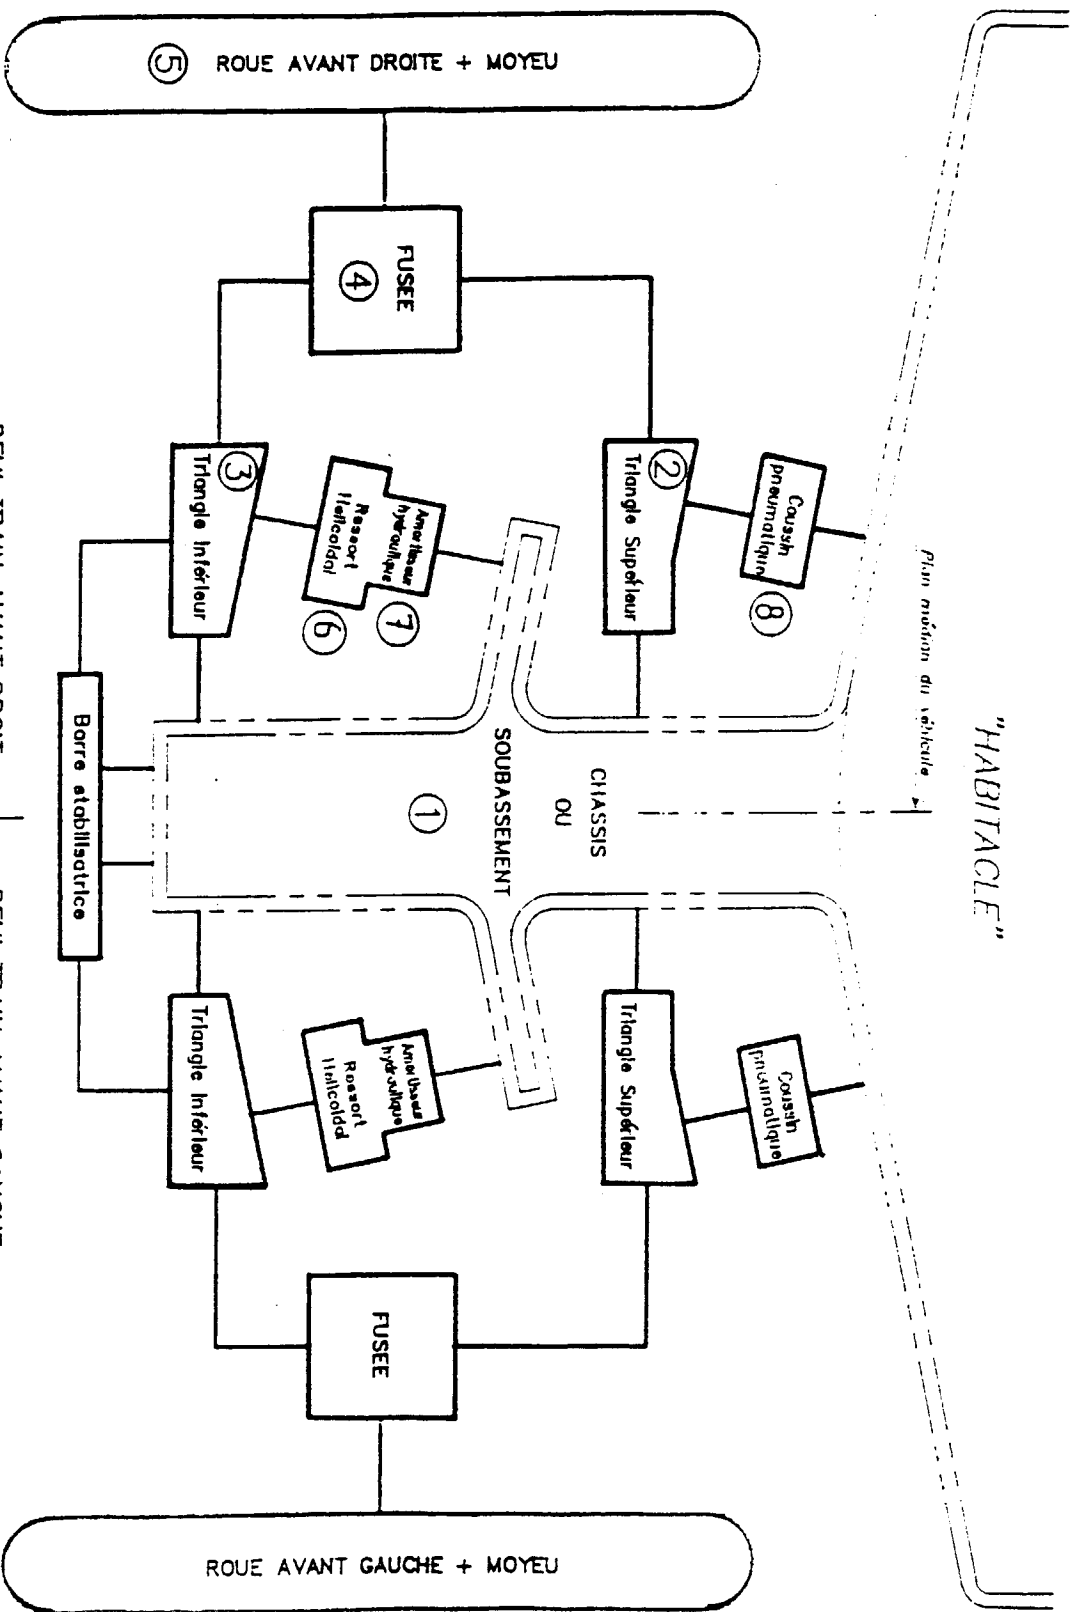 "HABITACLE"
Plan médian du véhicule
⑤ ROUE AVANT DROITE + MOYEU
FUSEE
④
②
Triangle Supérieur
Coussin
pneumatique
⑧
③
Triangle Inférieur
Amortisseur
hydraulique
⑦
Ressort
Hélicoïdal
⑥
CHASSIS
OU
SOUBASSEMENT
①
Barre stabilisatrice
Coussin
pneumatique
Triangle Supérieur
Amortisseur
hydraulique
Ressort
Hélicoïdal
Triangle Inférieur
FUSEE
ROUE AVANT GAUCHE + MOYEU